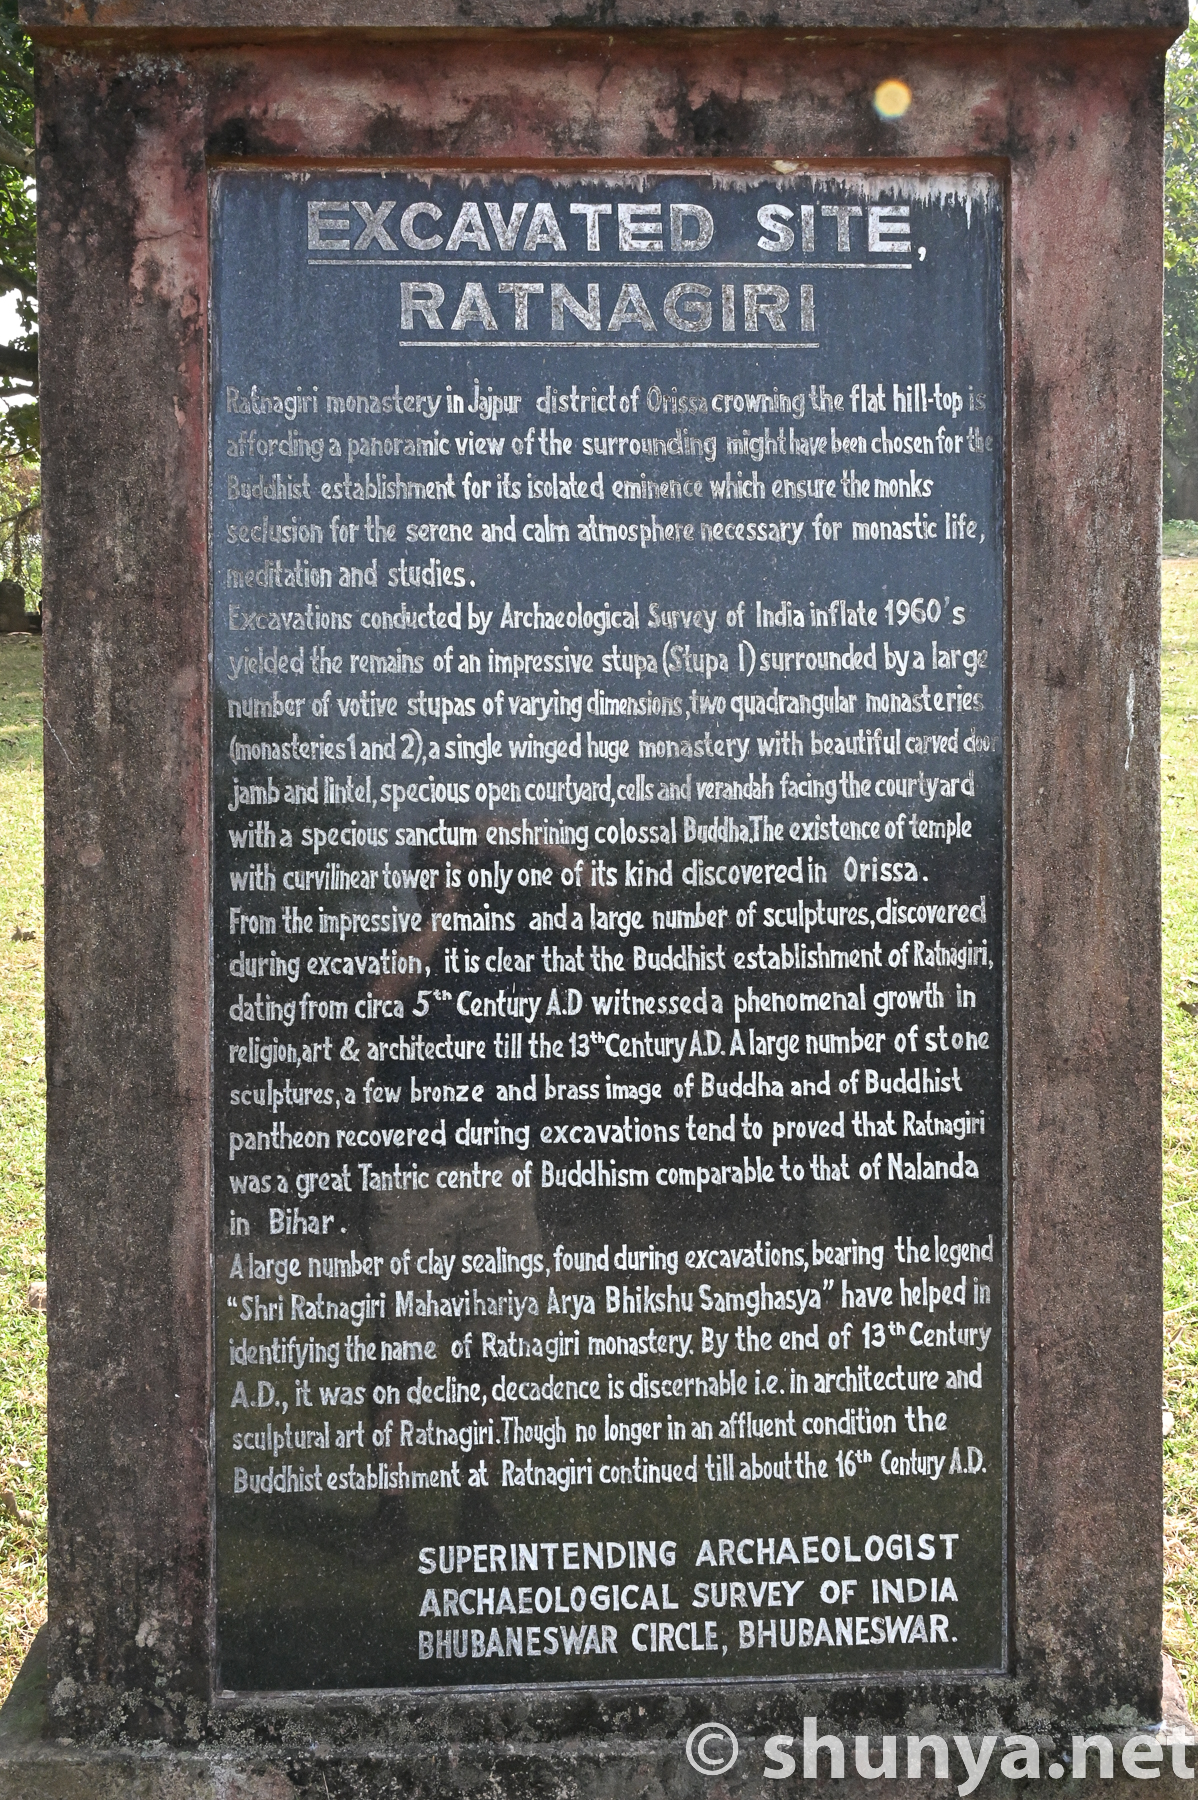 EXCAVATED SITE,
RATNAGIRI
Ratnagiri monastery in Jajpur district of Orissa crowning the flat hill-top is
affording a panoramic view of the surrounding might have been chosen for the
Buddhist establishment for its isolated eminence which ensure the monks
seclusion for the serene and calm atmosphere necessary for monastic life,
meditation and studies.
Excavations conducted by Archaeological Survey of India inflate 1960's
yielded the remains of an impressive stupa (Stupa 1) surrounded by a large
number of votive stupas of varying dimensions, two quadrangular monasteries
(monasteries 1 and 2), a single winged huge monastery with beautiful carved door
jamb and lintel, specious open courtyard, cells and verandah facing the courtyard
with a specious sanctum enshrining colossal Buddha. The existence of temple
with curvilinear tower is only one of its kind discovered in Orissa.
From the impressive remains and a large number of sculptures, discovered
during excavation, it is clear that the Buddhist establishment of Ratnagiri,
dating from circa 5th Century A.D witnessed a phenomenal growth in
religion, art & architecture till the 13th Century A.D. A large number of stone
sculptures, a few bronze and brass image of Buddha and of Buddhist
pantheon recovered during excavations tend to proved that Ratnagiri
was a great Tantric centre of Buddhism comparable to that of Nalanda
in Bihar.
A large number of clay sealings, found during excavations, bearing the legend
"Shri Ratnagiri Mahavihariya Arya Bhikshu Samghasya" have helped in
identifying the name of Ratnagiri monastery. By the end of 13th Century
A.D., it was on decline, decadence is discernable i.e. in architecture and
sculptural art of Ratnagiri. Though no longer in an affluent condition the
Buddhist establishment at Ratnagiri continued till about the 16th Century A.D.
SUPERINTENDING ARCHAEOLOGIST
ARCHAEOLOGICAL SURVEY OF INDIA
BHUBANESWAR CIRCLE, BHUBANESWAR.
© shunya.net